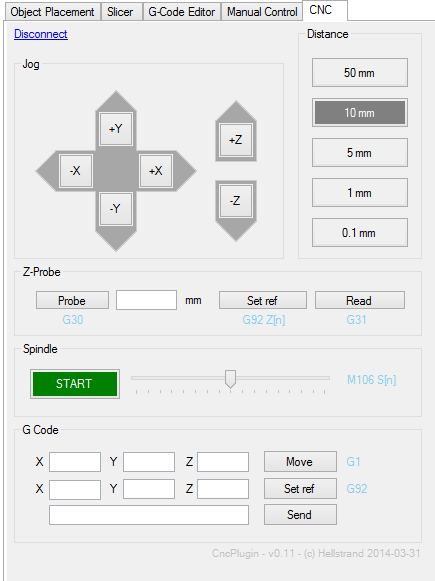 Object Placement Slicer G-Code Editor Manual Control CNC
Disconnect
Distance
Jog
50 mm
10 mm
5 mm
1 mm
0.1 mm
+Y
-X
+X
-Y
+Z
-Z
Z-Probe
Probe mm Set ref Read
G30 G92 Z[n] G31
Spindle
START M106 S[n]
G Code
X Y Z Move G1
X Y Z Set ref G92
Send
CncPlugin - v0.11 - (c) Hellstrand 2014-03-31